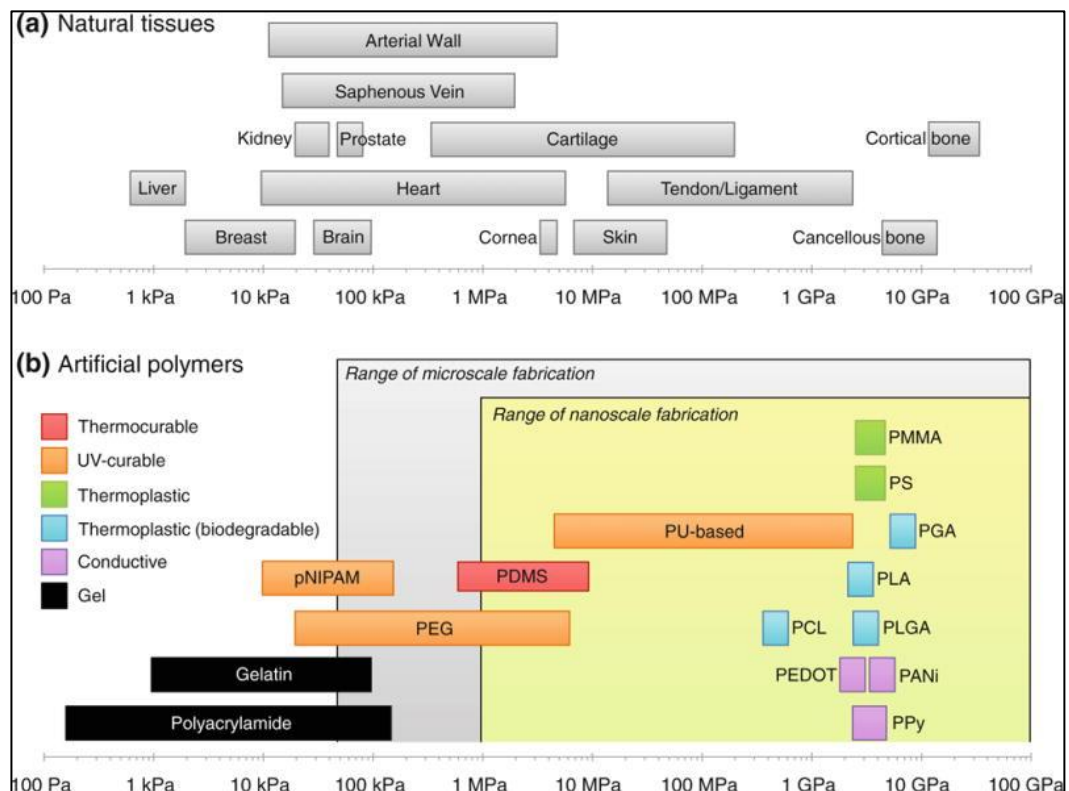 (a) Natural tissues
Arterial Wall
Saphenous Vein
Kidney Prostate Cartilage Cortical bone
Liver Heart Tendon/Ligament
Breast Brain Cornea Skin Cancellous bone
100 Pa 1 kPa 10 kPa 100 kPa 1 MPa 10 MPa 100 MPa 1 GPa 10 GPa 100 GPa
(b) Artificial polymers
Range of microscale fabrication
Range of nanoscale fabrication
Thermocurable
UV-curable
Thermoplastic
Thermoplastic (biodegradable)
Conductive
Gel
PMMA
PS
PU-based PGA
pNIPAM PDMS PLA
PEG PCL PLGA
Gelatin PEDOT PANi
Polyacrylamide PPy
100 Pa 1 kPa 10 kPa 100 kPa 1 MPa 10 MPa 100 MPa 1 GPa 10 GPa 100 GPa